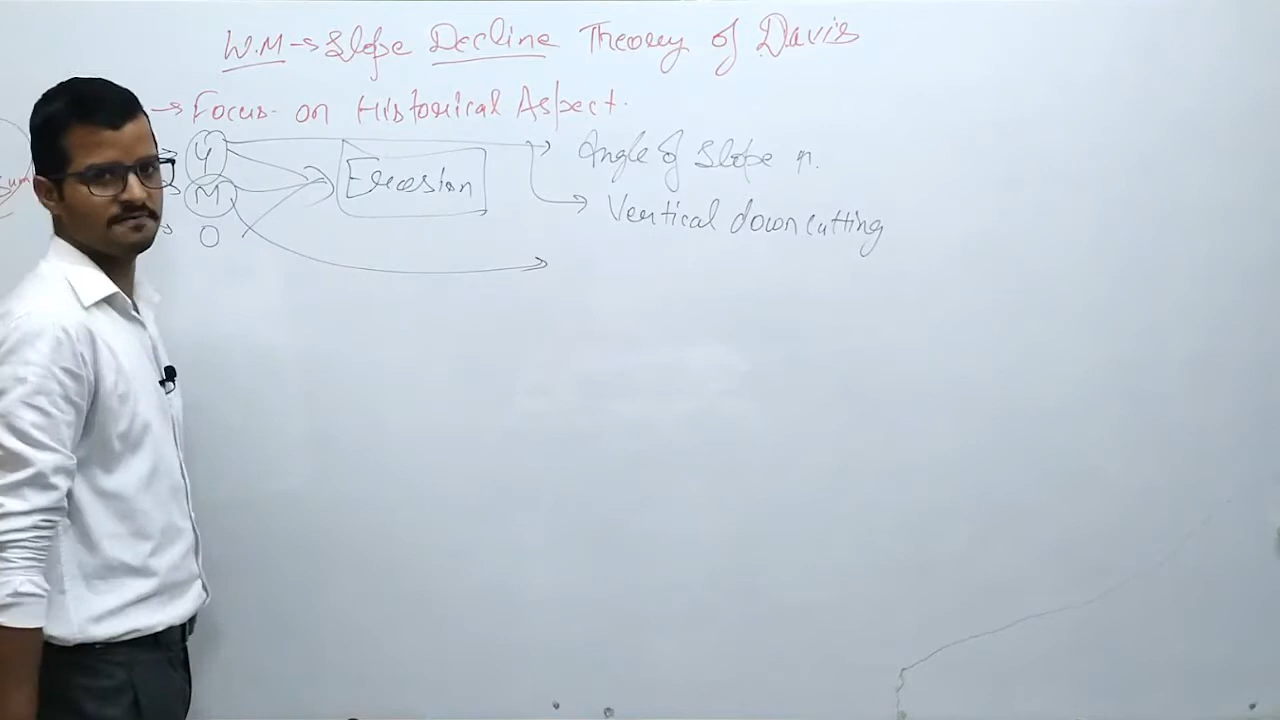 W.M → Slope Decline Theory of Davis
→ Focus on Historical Aspect.
Y
M
O
Erosion
Angle of slope
Vertical down cutting